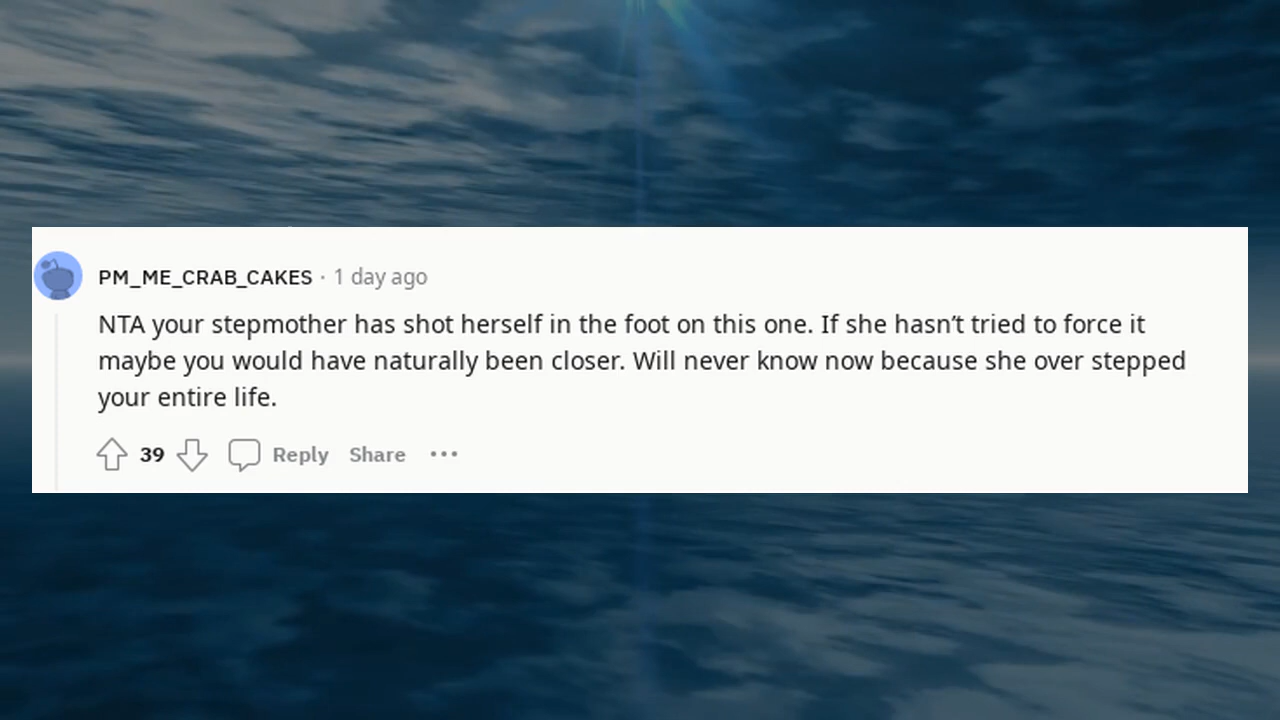 PM_ME_CRAB_CAKES · 1 day ago
NTA your stepmother has shot herself in the foot on this one. If she hasn’t tried to force it
maybe you would have naturally been closer. Will never know now because she over stepped
your entire life.
39 Reply Share •••